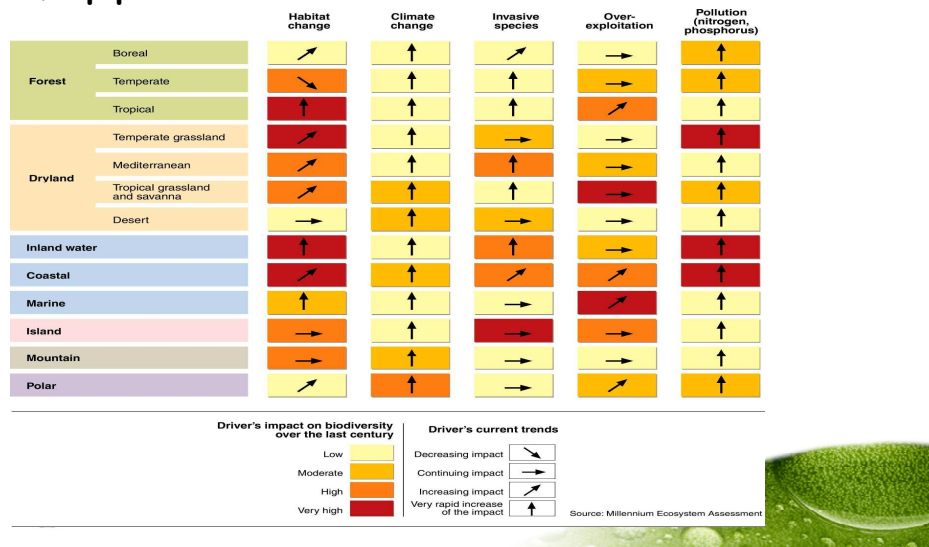 Habitat change
Climate change
Invasive species
Over-exploitation
Pollution (nitrogen, phosphorus)
Forest
Boreal
Temperate
Tropical
Dryland
Temperate grassland
Mediterranean
Tropical grassland
and savanna
Desert
Inland water
Coastal
Marine
Island
Mountain
Polar
Driver's impact on biodiversity
over the last century
Low
Moderate
High
Very high
Driver's current trends
Decreasing impact
Continuing impact
Increasing impact
Very rapid increase
of the impact
Source: Millennium Ecosystem Assessment